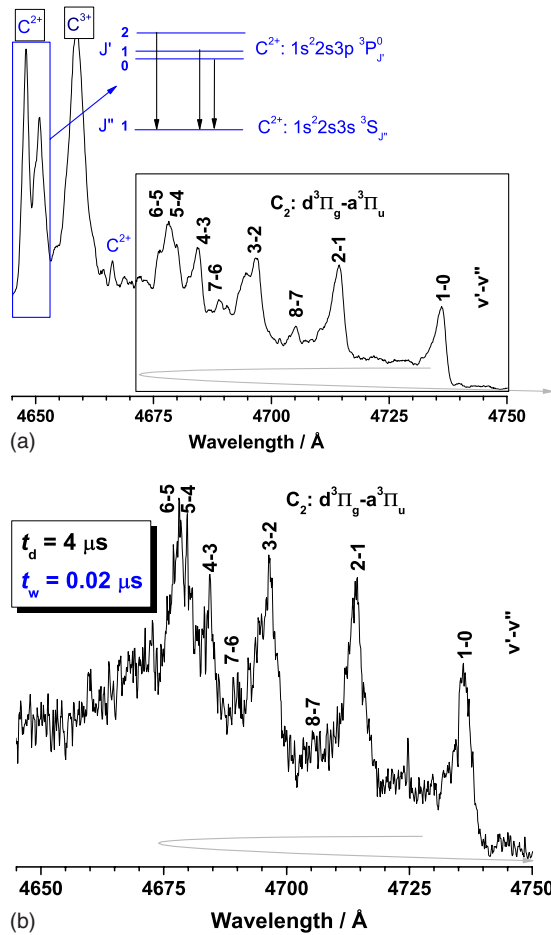 C²⁺ C³⁺
2
J' 1 C²⁺: 1s²2s3p ³P⁰J'
0
J" 1 C²⁺: 1s²2s3s ³SJ"
C²⁺
C₂: d³Πg-a³Πu
6-5
5-4
4-3
7-6
3-2
8-7
2-1
1-0
v'-v"
4650 4675 4700 4725 4750
(a)
Wavelength / Å
C₂: d³Πg-a³Πu
td = 4 μs
tw = 0.02 μs
6-5
5-4
4-3
7-6
3-2
8-7
2-1
1-0
v'-v"
4650 4675 4700 4725 4750
(b)
Wavelength / Å